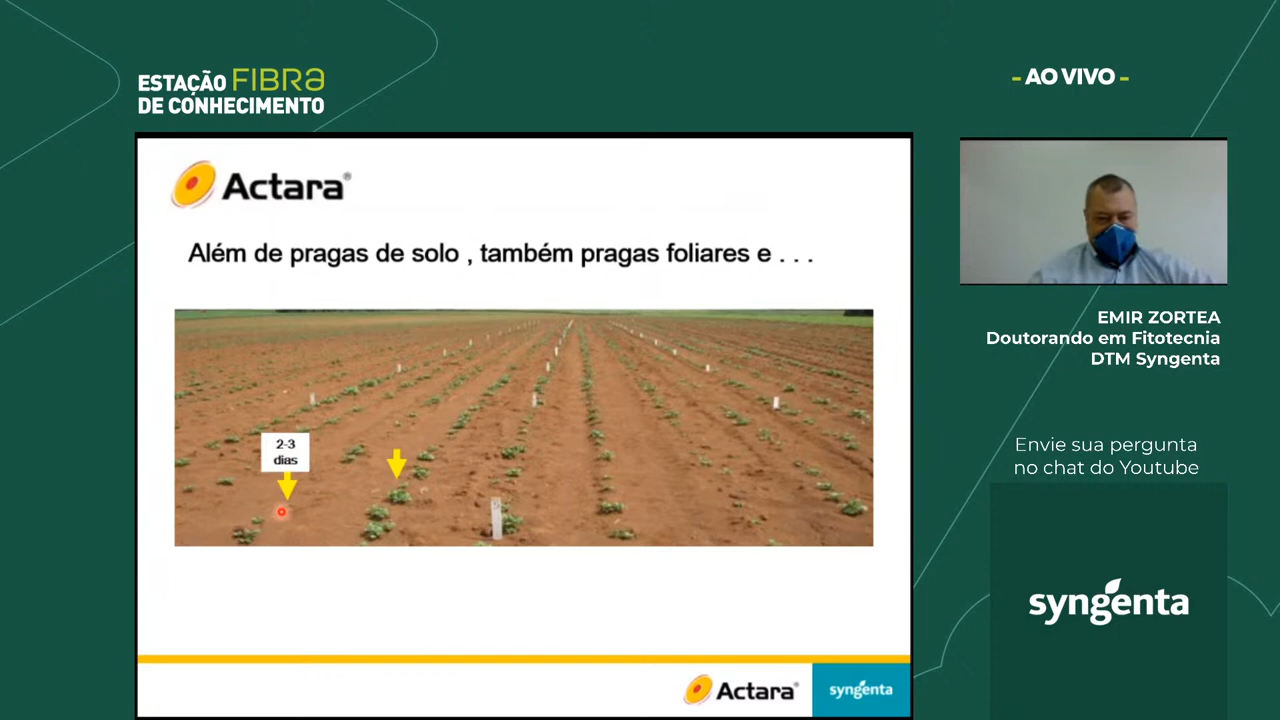 ESTAÇÃO FIBRA
DE CONHECIMENTO
- AO VIVO -
Actara®
Além de pragas de solo , também pragas foliares e . . .
2-3
dias
EMIR ZORTEA
Doutorando em Fitotecnia
DTM Syngenta
Envie sua pergunta
no chat do Youtube
syngenta
Actara®
syngenta